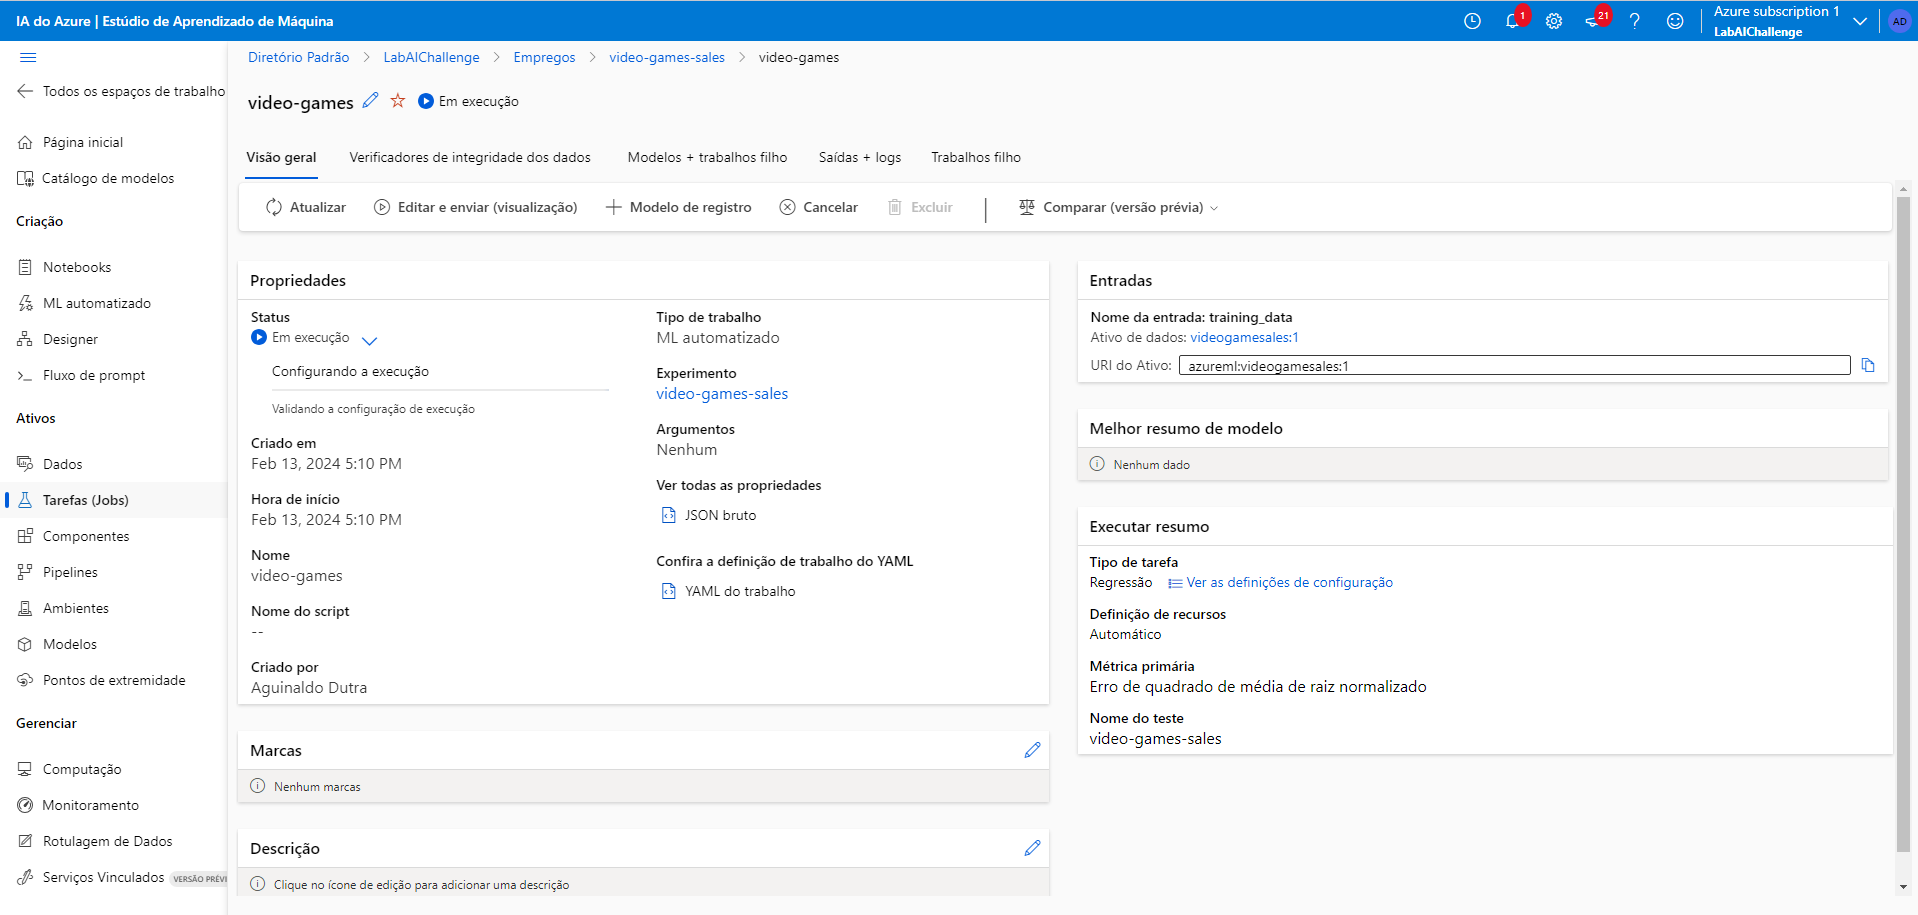 IA do Azure | Estúdio de Aprendizado de Máquina
1
21
Azure subscription 1
LabAIChallenge
AD
Todos os espaços de trabalho
Página inicial
Catálogo de modelos
Criação
Notebooks
ML automatizado
Designer
Fluxo de prompt
Ativos
Dados
Tarefas (Jobs)
Componentes
Pipelines
Ambientes
Modelos
Pontos de extremidade
Gerenciar
Computação
Monitoramento
Rotulagem de Dados
Serviços Vinculados VERSÃO PRÉVI
Diretório Padrão > LabAIChallenge > Empregos > video-games-sales > video-games
video-games Em execução
Visão geral Verificadores de integridade dos dados Modelos + trabalhos filho Saídas + logs Trabalhos filho
Atualizar Editar e enviar (visualização) Modelo de registro Cancelar Excluir | Comparar (versão prévia)
Propriedades
Status
Em execução
Configurando a execução
Validando a configuração de execução
Criado em
Feb 13, 2024 5:10 PM
Hora de início
Feb 13, 2024 5:10 PM
Nome
video-games
Nome do script
--
Criado por
Aguinaldo Dutra
Tipo de trabalho
ML automatizado
Experimento
video-games-sales
Argumentos
Nenhum
Ver todas as propriedades
JSON bruto
Confira a definição de trabalho do YAML
YAML do trabalho
Marcas
Nenhum marcas
Descrição
Clique no ícone de edição para adicionar uma descrição
Entradas
Nome da entrada: training_data
Ativo de dados: videogamesales:1
URI do Ativo: azureml:videogamesales:1
Melhor resumo de modelo
Nenhum dado
Executar resumo
Tipo de tarefa
Regressão Ver as definições de configuração
Definição de recursos
Automático
Métrica primária
Erro de quadrado de média de raiz normalizado
Nome do teste
video-games-sales